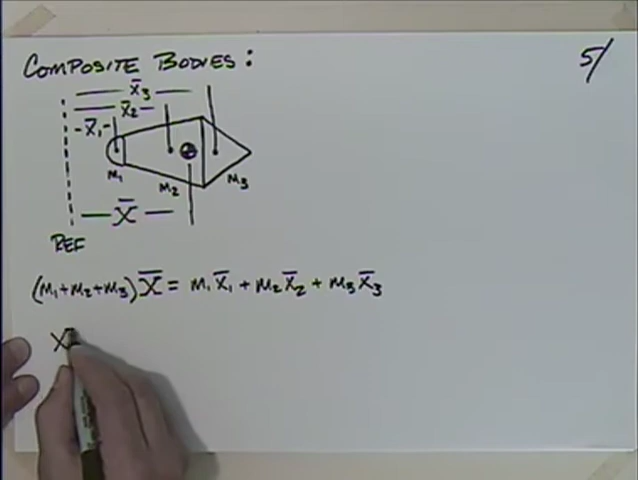 COMPOSITE BODIES:
5/
x̄₃
x̄₂
x̄₁
m₁
m₂
m₃
X̄
REF
(m₁+m₂+m₃)X̄ = m₁x̄₁ + m₂x̄₂ + m₃x̄₃
X̄